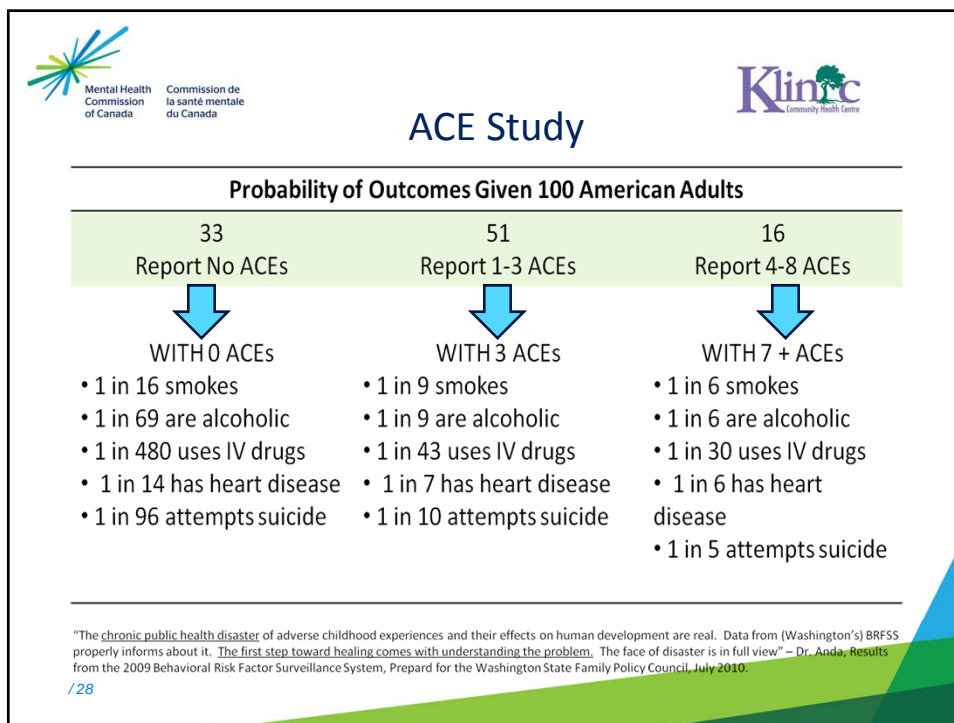 Mental Health
Commission
of Canada
Commission de
la santé mentale
du Canada
Klinic
Community Health Centre
ACE Study
Probability of Outcomes Given 100 American Adults
33
Report No ACEs
51
Report 1-3 ACEs
16
Report 4-8 ACEs
WITH 0 ACEs
• 1 in 16 smokes
• 1 in 69 are alcoholic
• 1 in 480 uses IV drugs
• 1 in 14 has heart disease
• 1 in 96 attempts suicide
WITH 3 ACEs
• 1 in 9 smokes
• 1 in 9 are alcoholic
• 1 in 43 uses IV drugs
• 1 in 7 has heart disease
• 1 in 10 attempts suicide
WITH 7 + ACEs
• 1 in 6 smokes
• 1 in 6 are alcoholic
• 1 in 30 uses IV drugs
• 1 in 6 has heart
disease
• 1 in 5 attempts suicide
"The chronic public health disaster of adverse childhood experiences and their effects on human development are real. Data from (Washington's) BRFSS
properly informs about it. The first step toward healing comes with understanding the problem. The face of disaster is in full view" – Dr. Anda, Results
from the 2009 Behavioral Risk Factor Surveillance System, Prepard for the Washington State Family Policy Council, July 2010.
/ 28